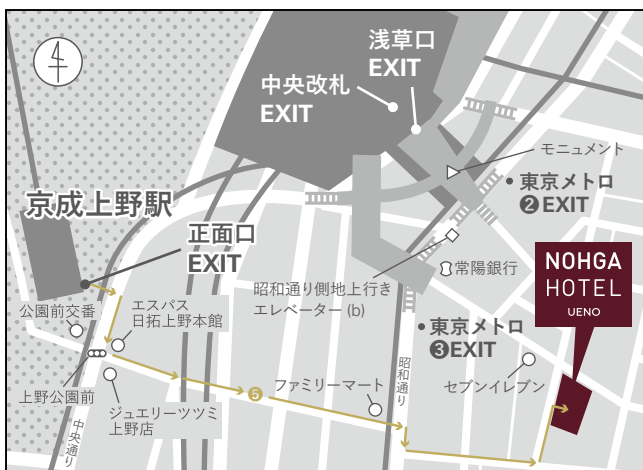 浅草口
EXIT
中央改札
EXIT
モニュメント
東京メトロ
❷EXIT
京成上野駅
正面口
EXIT
常陽銀行
昭和通り側地上行き
エレベーター (b)
NOHGA
HOTEL
UENO
公園前交番
エスパス
日拓上野本館
東京メトロ
❸EXIT
昭和通り
上野公園前
❺
ファミリーマート
セブンイレブン
ジュエリーツツミ
上野店
中央通り